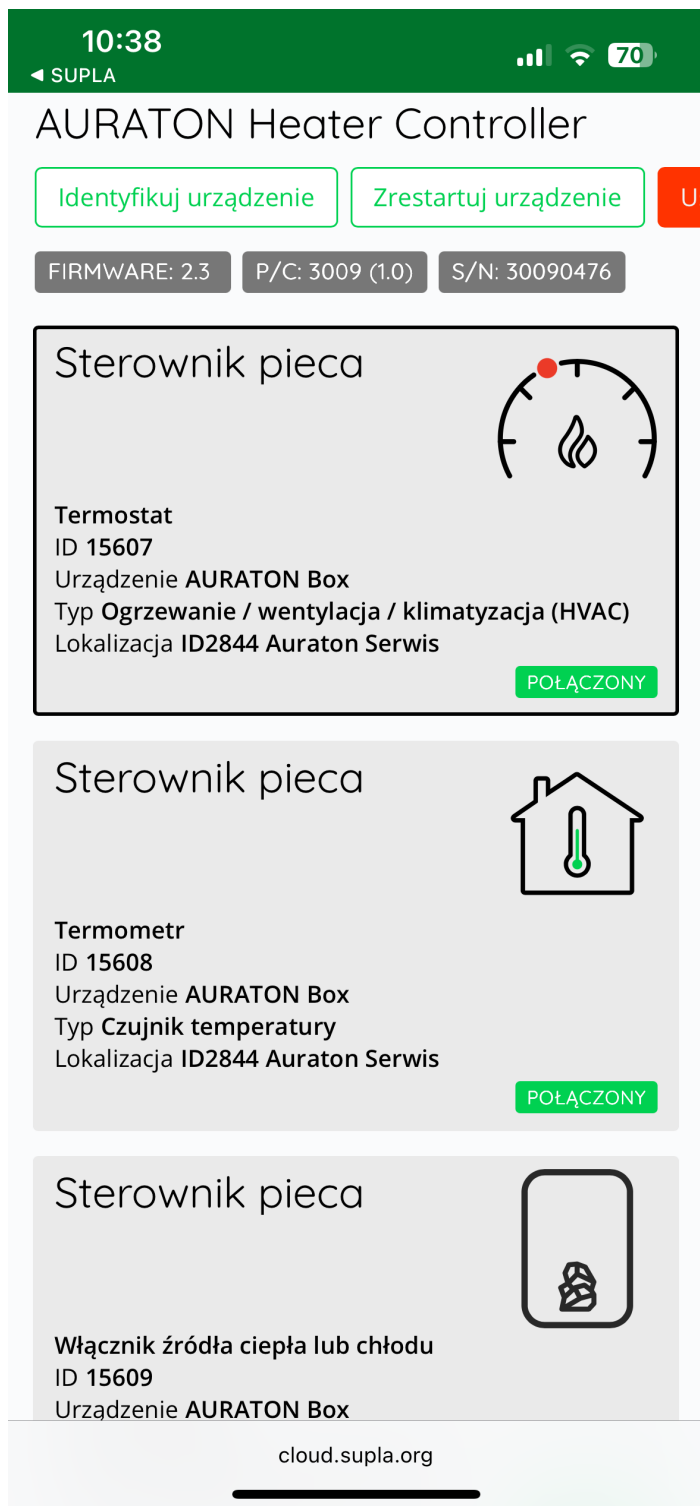 10:38
70
◀ SUPLA
AURATON Heater Controller
Identyfikuj urządzenie
Zrestartuj urządzenie
U
FIRMWARE: 2.3
P/C: 3009 (1.0)
S/N: 30090476
Sterownik pieca
Termostat
ID 15607
Urządzenie AURATON Box
Typ Ogrzewanie / wentylacja / klimatyzacja (HVAC)
Lokalizacja ID2844 Auraton Serwis
POŁĄCZONY
Sterownik pieca
Termometr
ID 15608
Urządzenie AURATON Box
Typ Czujnik temperatury
Lokalizacja ID2844 Auraton Serwis
POŁĄCZONY
Sterownik pieca
Włącznik źródła ciepła lub chłodu
ID 15609
Urządzenie AURATON Box
cloud.supla.org